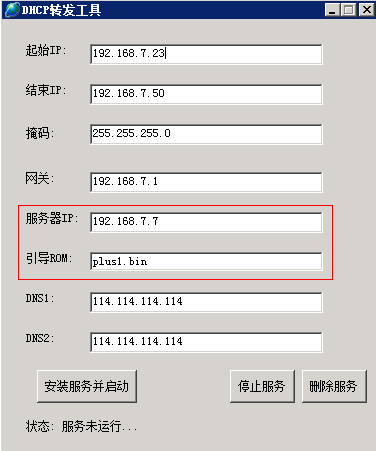 DHCP转发工具
起始IP: 192.168.7.23
结束IP: 192.168.7.50
掩码: 255.255.255.0
网关: 192.168.7.1
服务器IP: 192.168.7.7
引导ROM: plus1.bin
DNS1: 114.114.114.114
DNS2: 114.114.114.114
安装服务并启动 停止服务 删除服务
状态: 服务未运行...